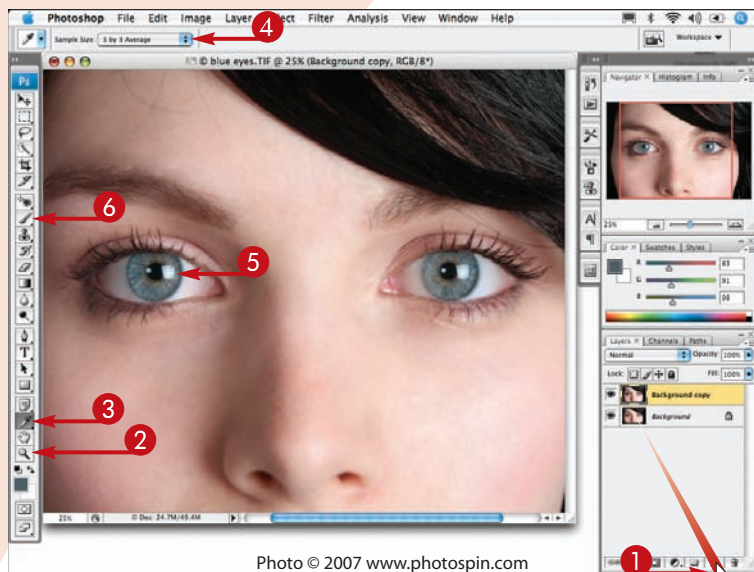 Photoshop File Edit Image Layer Filter Analysis View Window Help
Sample Size: 3 by 3 Average
4
Workspace
© blue eyes.TIF @ 25% (Background copy, RGB/8*)
Ps
Navigator × Histogram Info
25%
6
5
3
2
A
T
Color × Swatches Styles
R 83
G 91
B 98
Layers × Channels Paths
Normal Opacity: 100%
Lock: Fill: 100%
Background copy
Background
25% © Doc: 24.7M/49.4M
1
Photo © 2007 www.photospin.com